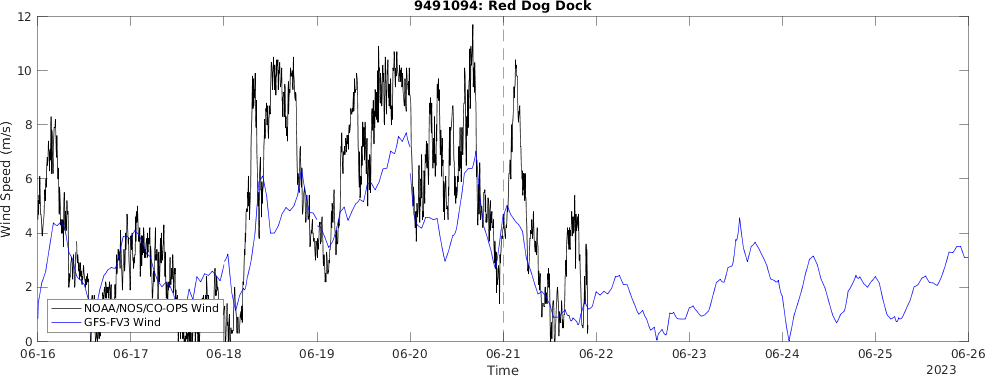 9491094: Red Dog Dock
12
10
8
6
4
2
0
Wind Speed (m/s)
NOAA/NOS/CO-OPS Wind
GFS-FV3 Wind
06-16 06-17 06-18 06-19 06-20 06-21 06-22 06-23 06-24 06-25 06-26
Time
2023